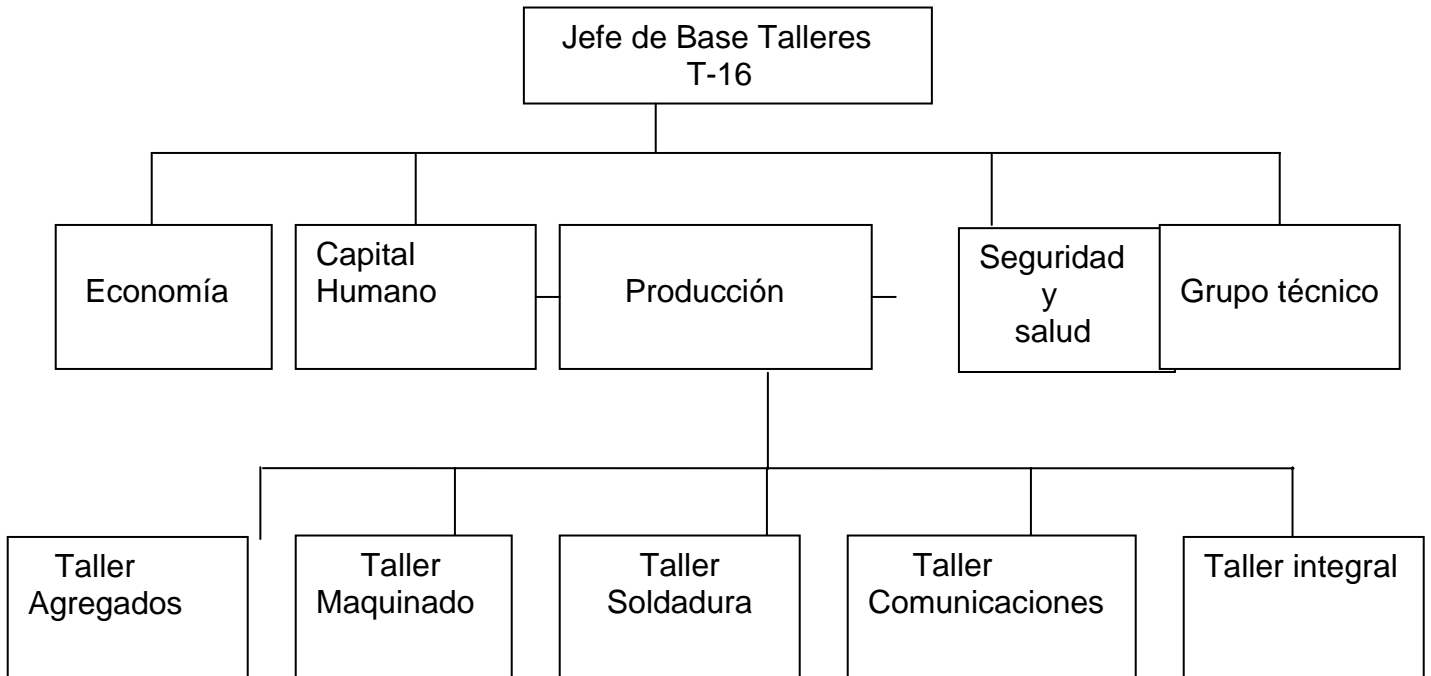 Jefe de Base Talleres
T-16
Economía
Capital
Humano
Producción
Seguridad
y
salud
Grupo técnico
Taller
Agregados
Taller
Maquinado
Taller
Soldadura
Taller
Comunicaciones
Taller integral